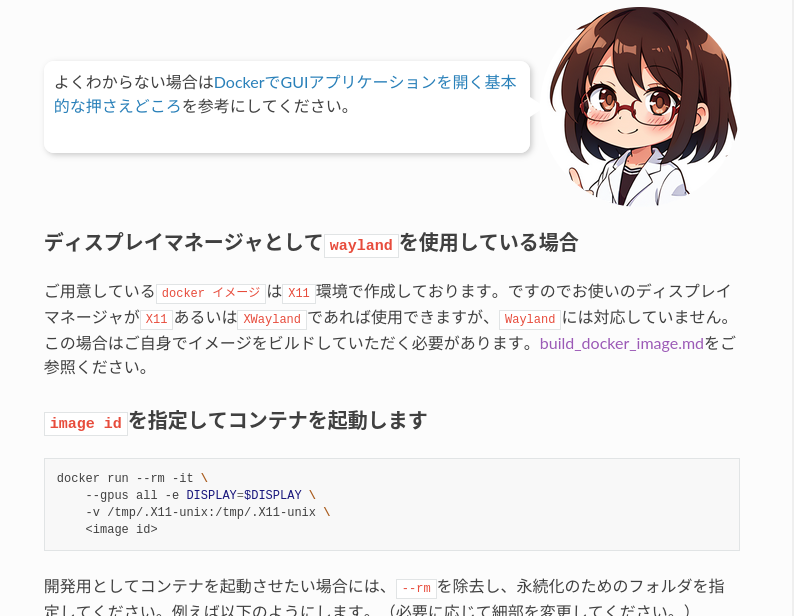 よくわからない場合はDockerでGUIアプリケーションを開く基本
的な押さえどころを参考にしてください。
ディスプレイマネージャとしてwaylandを使用している場合
ご用意しているdocker イメージはX11環境で作成しております。ですのでお使いのディスプレイ
マネージャがX11あるいはXWaylandであれば使用できますが、Waylandには対応していません。
この場合はご自身でイメージをビルドしていただく必要があります。build_docker_image.mdをご
参照ください。
image idを指定してコンテナを起動します
docker run --rm -it \
    --gpus all -e DISPLAY=$DISPLAY \
    -v /tmp/.X11-unix:/tmp/.X11-unix \
    <image id>
開発用としてコンテナを起動させたい場合には、--rmを除去し、永続化のためのフォルダを指
定してください。例えば以下のようにします。（必要に応じて細部を変更してください。）